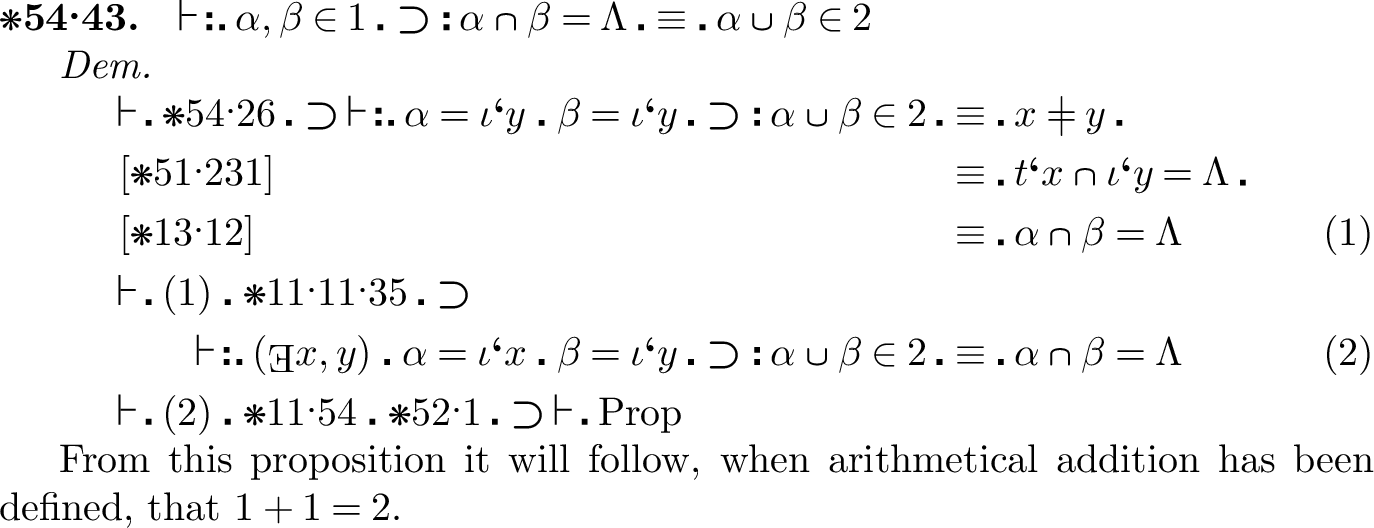 ✱54·43. ⊢:. α, β ∈ 1 . ⊃ : α ∩ β = Λ . ≡ . α ∪ β ∈ 2
Dem.
⊢ . ✱54·26 . ⊃ ⊢ :. α = ι‘y . β = ι‘y . ⊃ : α ∪ β ∈ 2 . ≡ . x ≠ y .
[✱51·231] ≡ . t‘x ∩ ι‘y = Λ .
[✱13·12] ≡ . α ∩ β = Λ (1)
⊢ . (1) . ✱11·11·35 . ⊃
⊢ :. (∃x, y) . α = ι‘x . β = ι‘y . ⊃ : α ∪ β ∈ 2 . ≡ . α ∩ β = Λ (2)
⊢ . (2) . ✱11·54 . ✱52·1 . ⊃ ⊢ . Prop
From this proposition it will follow, when arithmetical addition has been
defined, that 1 + 1 = 2.